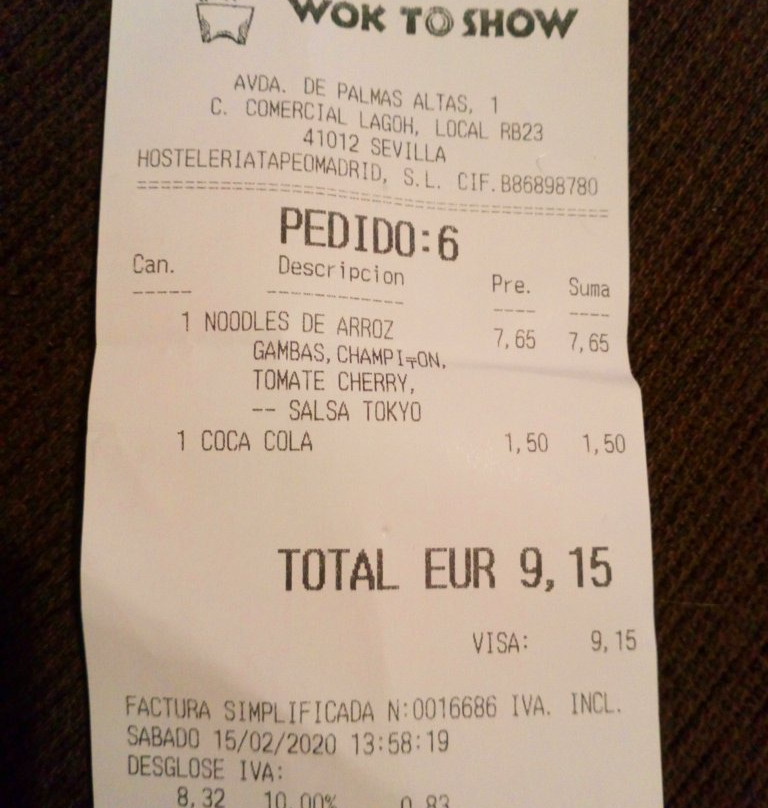 WOK TO SHOW
AVDA. DE PALMAS ALTAS, 1
C. COMERCIAL LAGOH, LOCAL RB23
41012 SEVILLA
HOSTELERIATAPEOMADRID, S.L. CIF.B86898780
PEDIDO:6
Can. Descripcion Pre. Suma
1 NOODLES DE ARROZ 7,65 7,65
GAMBAS,CHAMPI╤ON,
TOMATE CHERRY,
-- SALSA TOKYO
1 COCA COLA 1,50 1,50
TOTAL EUR 9,15
VISA: 9,15
FACTURA SIMPLIFICADA N:0016686 IVA. INCL.
SABADO 15/02/2020 13:58:19
DESGLOSE IVA:
8,32 10,00% 0,83